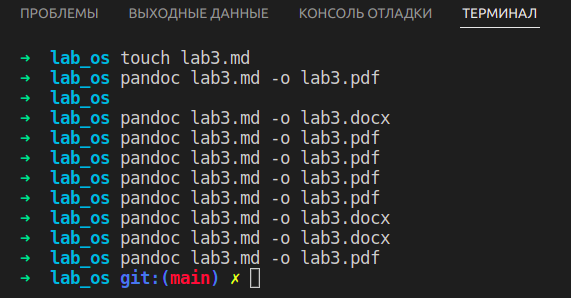 ПРОБЛЕМЫ ВЫХОДНЫЕ ДАННЫЕ КОНСОЛЬ ОТЛАДКИ ТЕРМИНАЛ
➜ lab_os touch lab3.md
➜ lab_os pandoc lab3.md -o lab3.pdf
➜ lab_os
➜ lab_os pandoc lab3.md -o lab3.docx
➜ lab_os pandoc lab3.md -o lab3.pdf
➜ lab_os pandoc lab3.md -o lab3.pdf
➜ lab_os pandoc lab3.md -o lab3.pdf
➜ lab_os pandoc lab3.md -o lab3.pdf
➜ lab_os pandoc lab3.md -o lab3.docx
➜ lab_os pandoc lab3.md -o lab3.docx
➜ lab_os pandoc lab3.md -o lab3.pdf
➜ lab_os git:(main) ✗